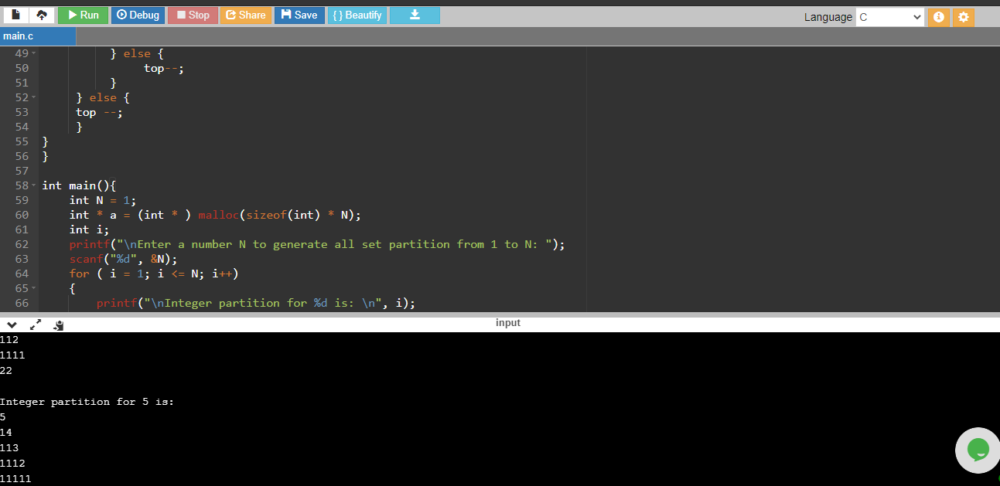 Run Debug Stop Share Save { } Beautify Language C
main.c
49 } else {
50 top--;
51 }
52 } else {
53 top --;
54 }
55 }
56 }
57
58 int main(){
59 int N = 1;
60 int * a = (int * ) malloc(sizeof(int) * N);
61 int i;
62 printf("\nEnter a number N to generate all set partition from 1 to N: ");
63 scanf("%d", &N);
64 for ( i = 1; i <= N; i++)
65 {
66 printf("\nInteger partition for %d is: \n", i);
input
112
1111
22
Integer partition for 5 is:
5
14
113
1112
11111